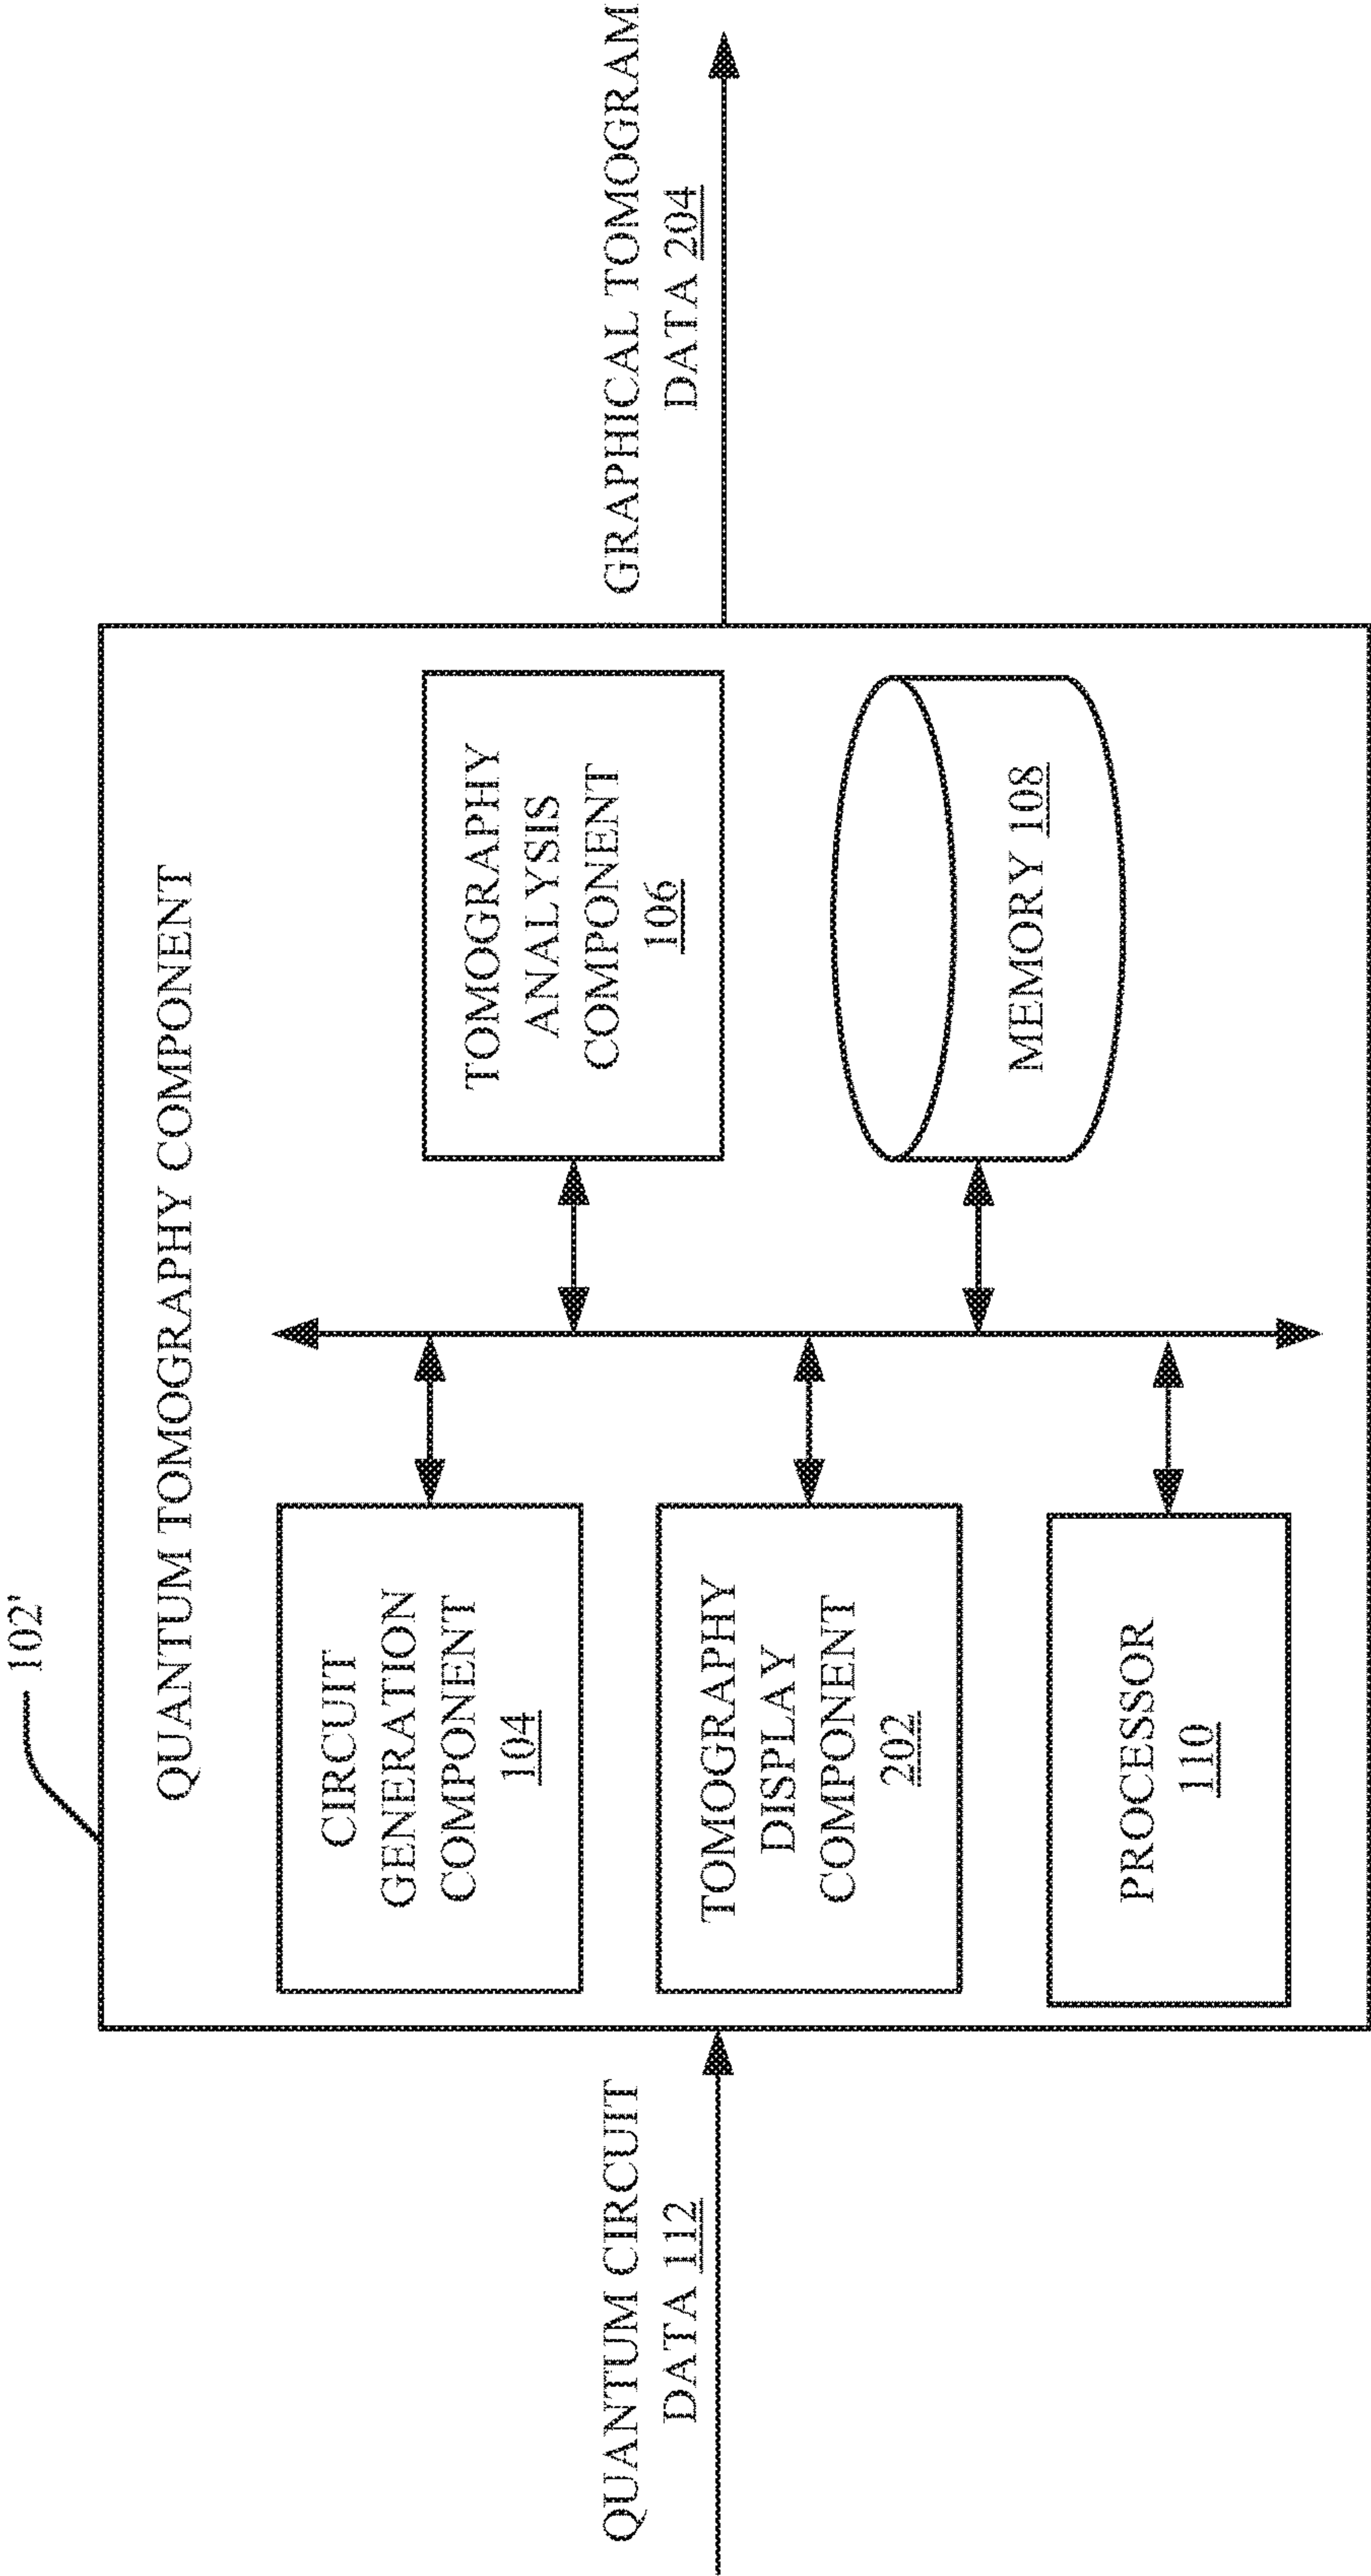 102'
QUANTUM TOMOGRAPHY COMPONENT
QUANTUM CIRCUIT
DATA 112
CIRCUIT
GENERATION
COMPONENT
104
TOMOGRAPHY
DISPLAY
COMPONENT
202
PROCESSOR
110
TOMOGRAPHY
ANALYSIS
COMPONENT
106
MEMORY 108
GRAPHICAL TOMOGRAM
DATA 204